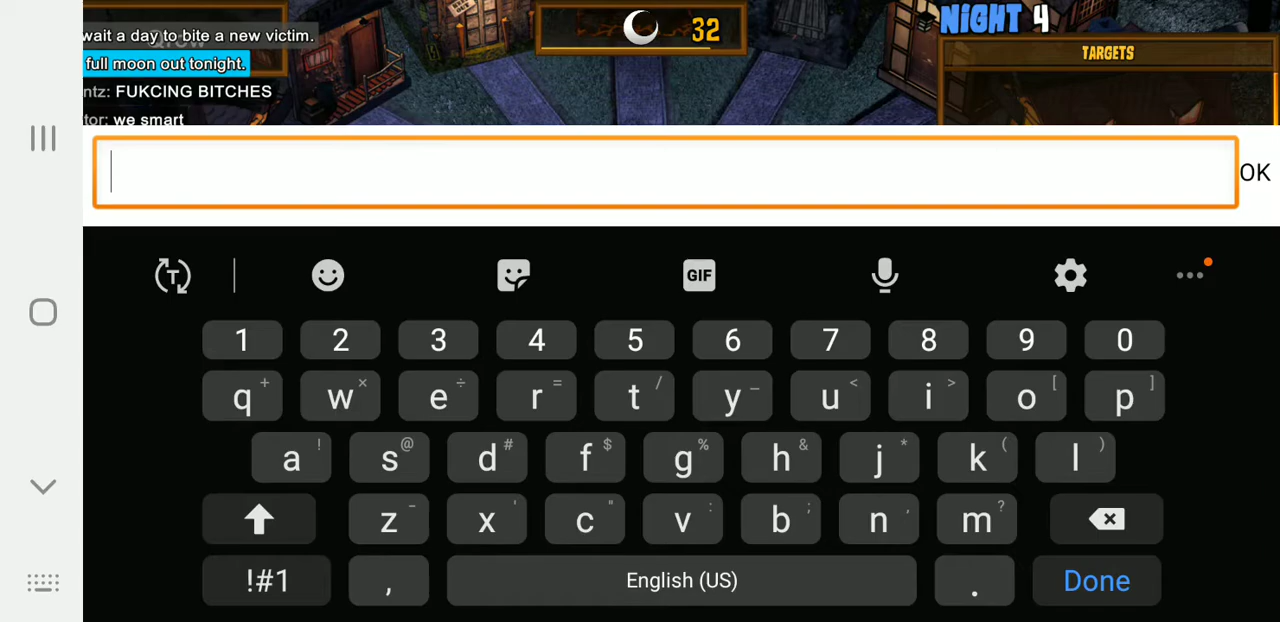 NiGHT 4
32
TARGETS
wait a day to bite a new victim.
full moon out tonight.
ntz: FUKCING BITCHES
tor: we smart
OK
T
GIF
1 2 3 4 5 6 7 8 9 0
q + w × e ÷ r = t / y _ u < i > o [ p ]
a ! s @ d # f $ g % h & j * k ( l )
z - x ' c " v : b ; n , m ?
!#1 , English (US) . Done